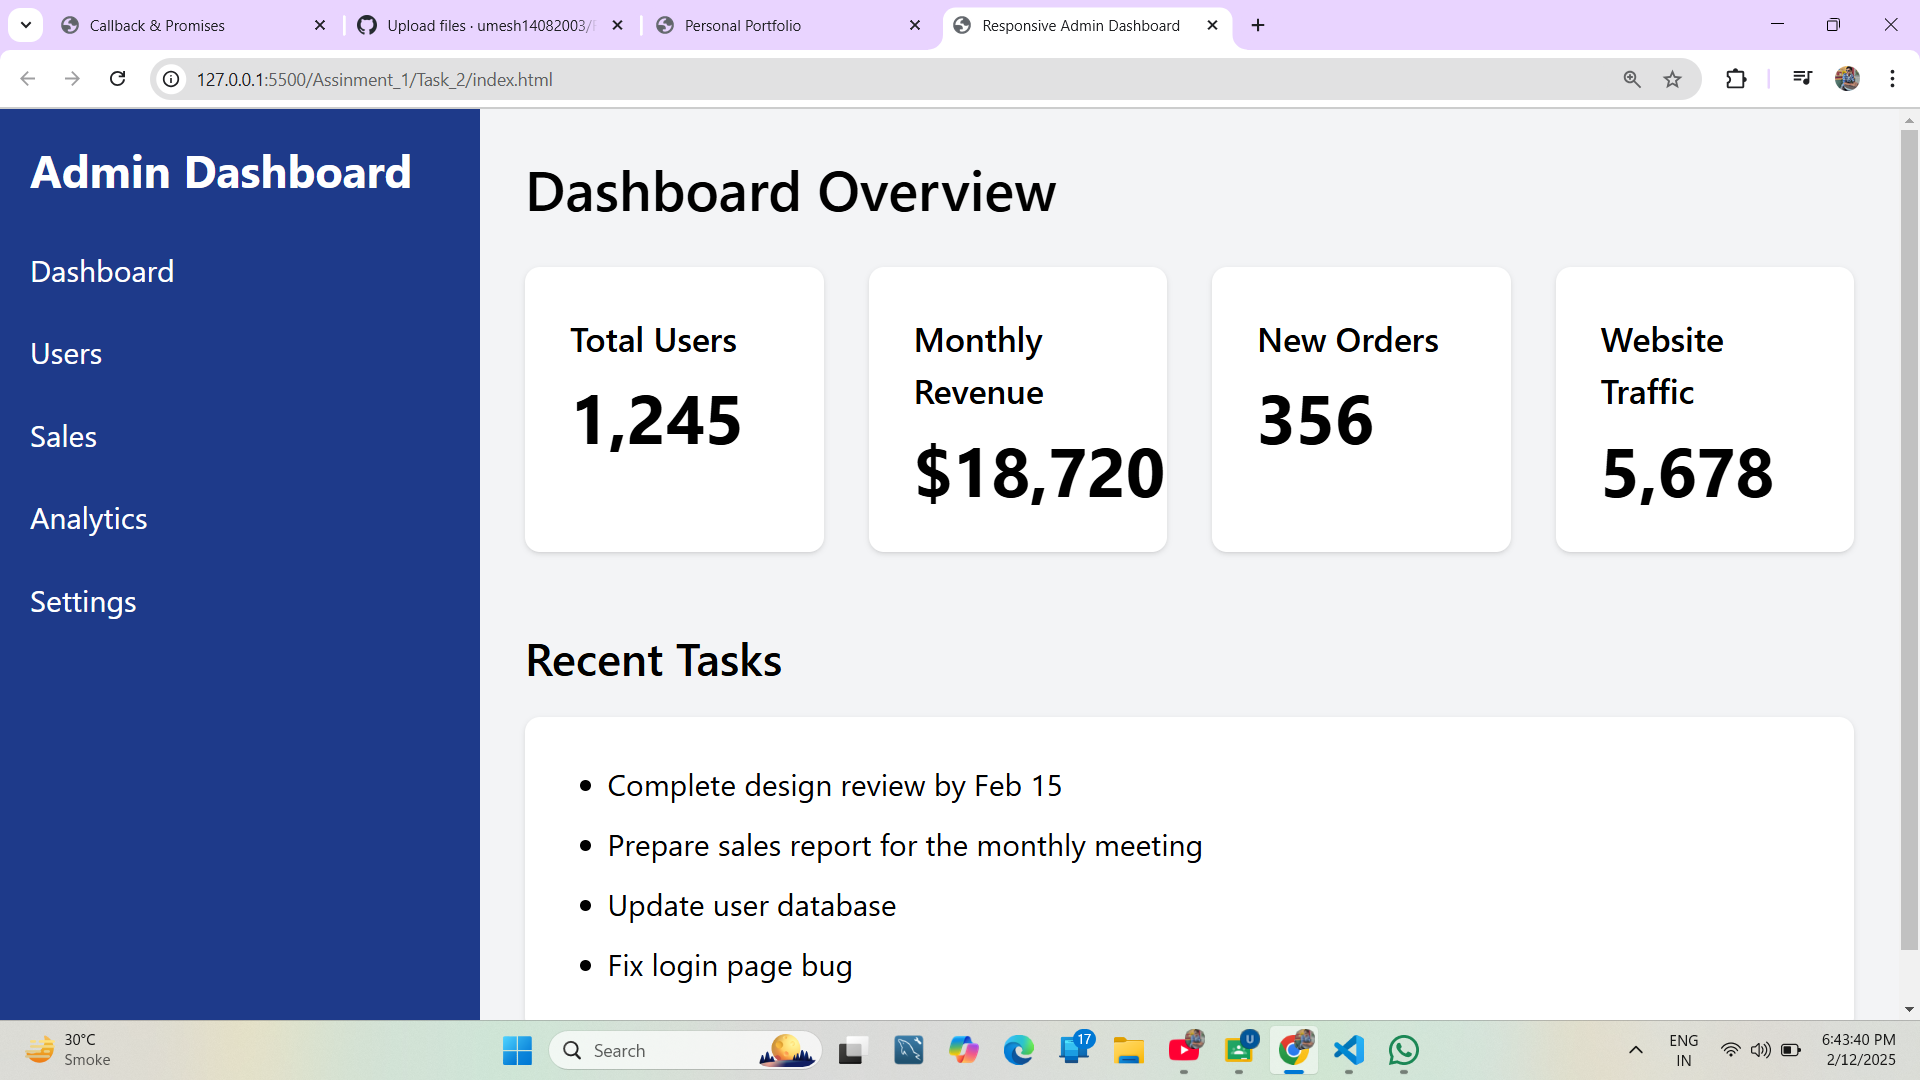 Callback & Promises
Upload files · umesh14082003/
Personal Portfolio
Responsive Admin Dashboard
127.0.0.1:5500/Assinment_1/Task_2/index.html
Admin Dashboard
Dashboard
Users
Sales
Analytics
Settings
Dashboard Overview
Total Users
1,245
Monthly
Revenue
$18,720
New Orders
356
Website
Traffic
5,678
Recent Tasks
• Complete design review by Feb 15
• Prepare sales report for the monthly meeting
• Update user database
• Fix login page bug
30°C
Smoke
Search
17
U
ENG
IN
6:43:40 PM
2/12/2025